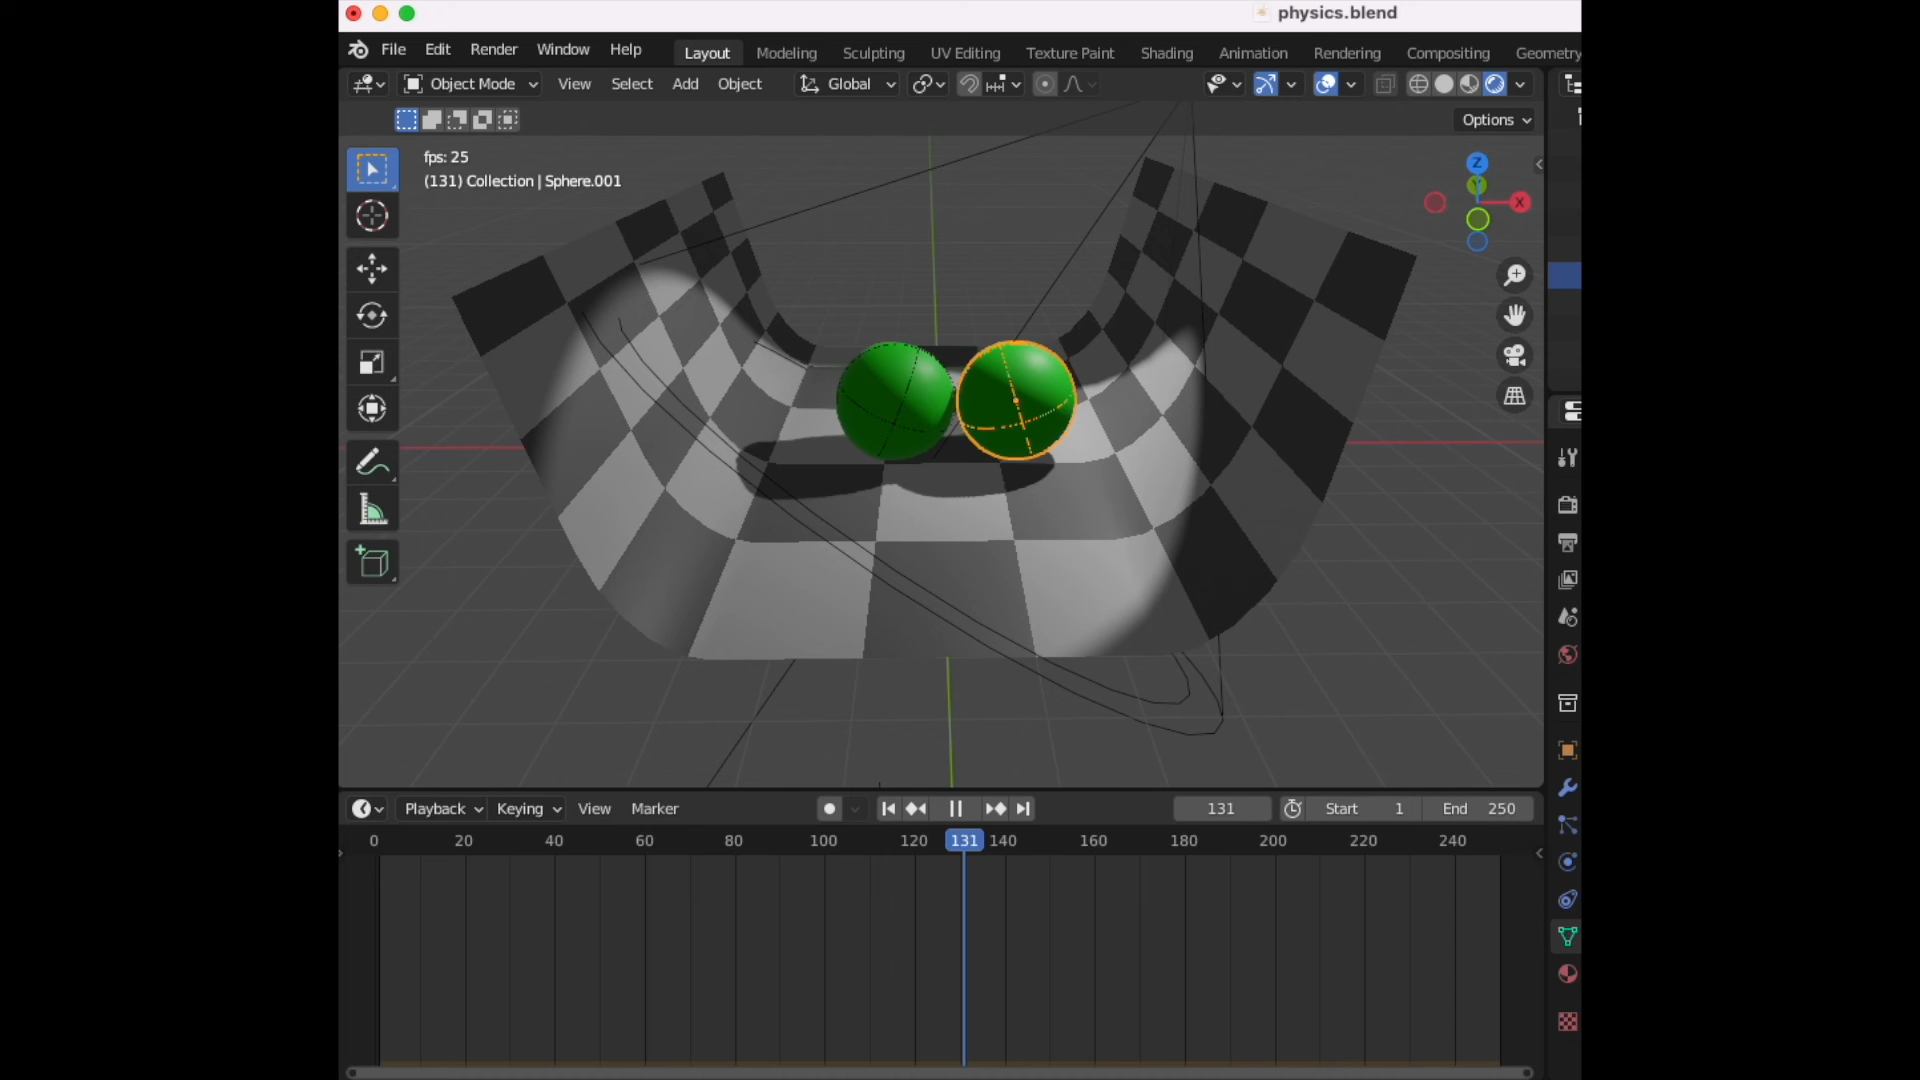 physics.blend
File Edit Render Window Help Layout Modeling Sculpting UV Editing Texture Paint Shading Animation Rendering Compositing Geometry
Object Mode View Select Add Object Global
Options
fps: 25
(131) Collection | Sphere.001
Z
Y
X
Playback Keying View Marker 131 Start 1 End 250
0 20 40 60 80 100 120 131 140 160 180 200 220 240